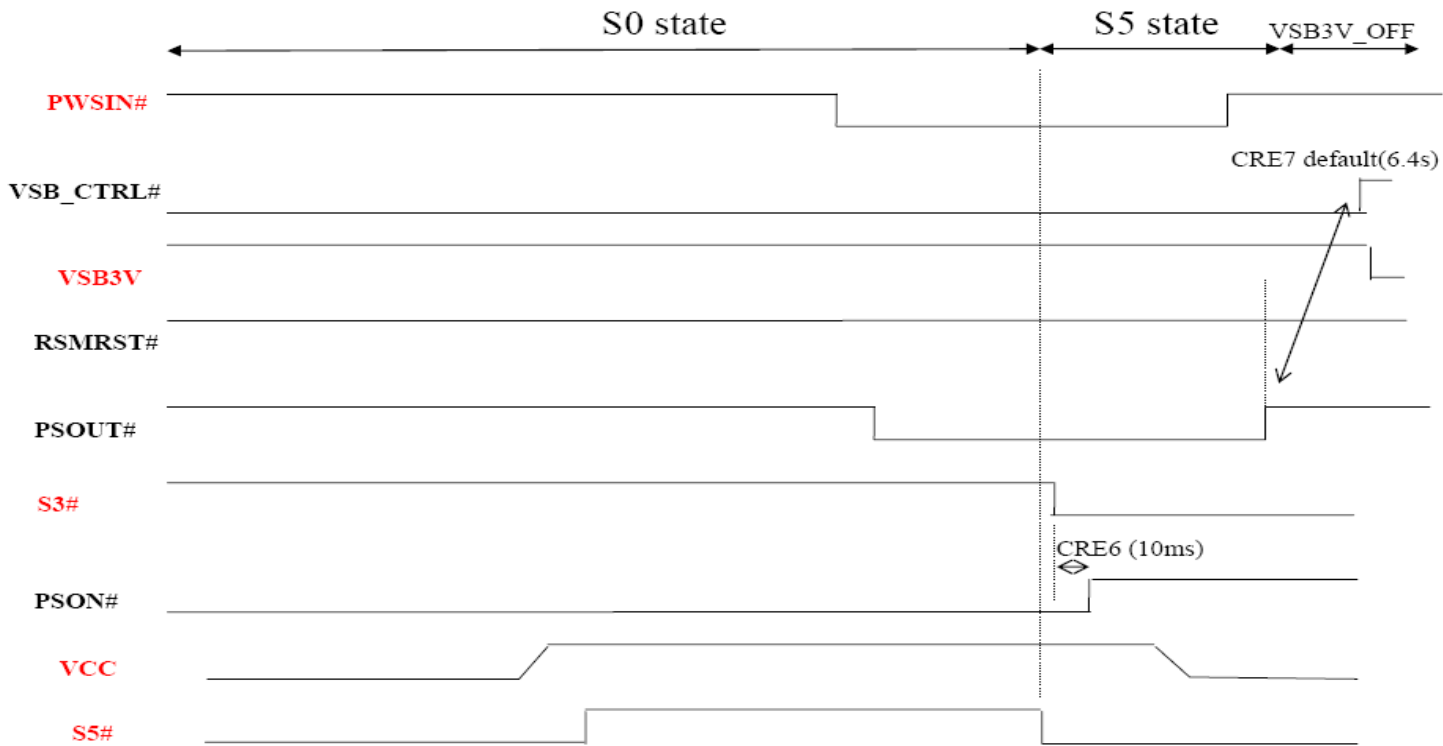 S0 state
S5 state
VSB3V_OFF
PWSIN#
CRE7 default(6.4s)
VSB_CTRL#
VSB3V
RSMRST#
PSOUT#
S3#
CRE6 (10ms)
PSON#
VCC
S5#